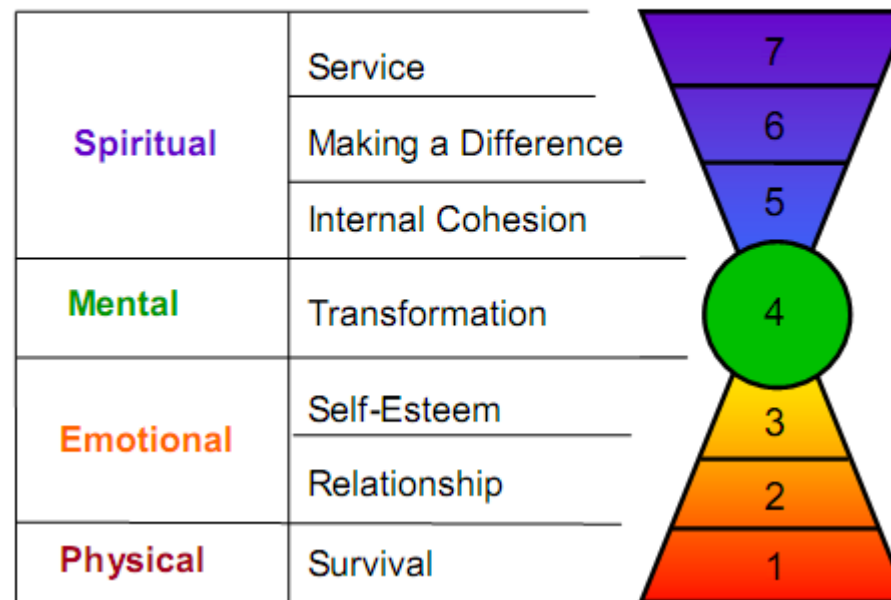 Service
7
Spiritual
Making a Difference
6
Internal Cohesion
5
Mental
Transformation
4
Self-Esteem
3
Emotional
Relationship
2
Physical
Survival
1